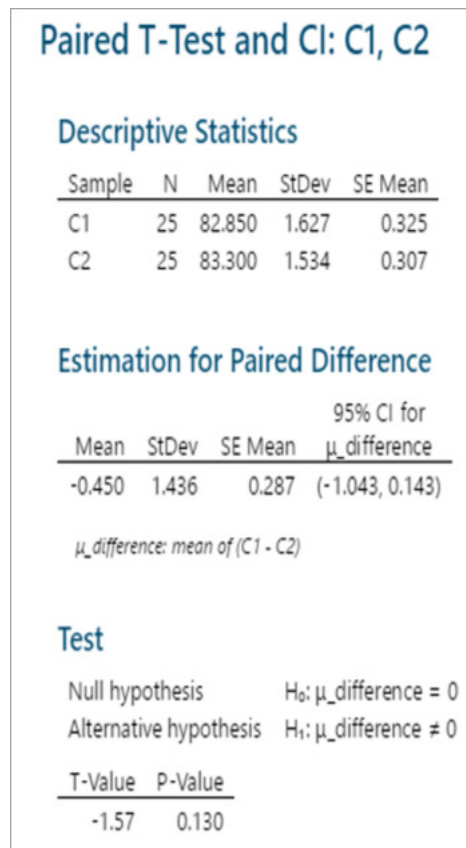 Paired T-Test and CI: C1, C2
Descriptive Statistics
Sample N Mean StDev SE Mean
C1 25 82.850 1.627 0.325
C2 25 83.300 1.534 0.307
Estimation for Paired Difference
95% CI for
Mean StDev SE Mean μ_difference
-0.450 1.436 0.287 (-1.043, 0.143)
μ_difference: mean of (C1 - C2)
Test
Null hypothesis H₀: μ_difference = 0
Alternative hypothesis H₁: μ_difference ≠ 0
T-Value P-Value
-1.57 0.130